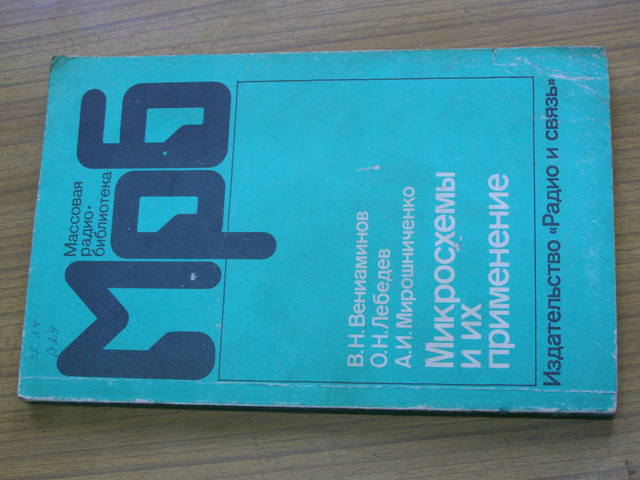 Массовая
радио-
библиотека
Мрб
В.Н.Вениаминов
О.Н.Лебедев
А.И.Мирошниченко
Микросхемы
и их
применение
Издательство «Радио и связь»